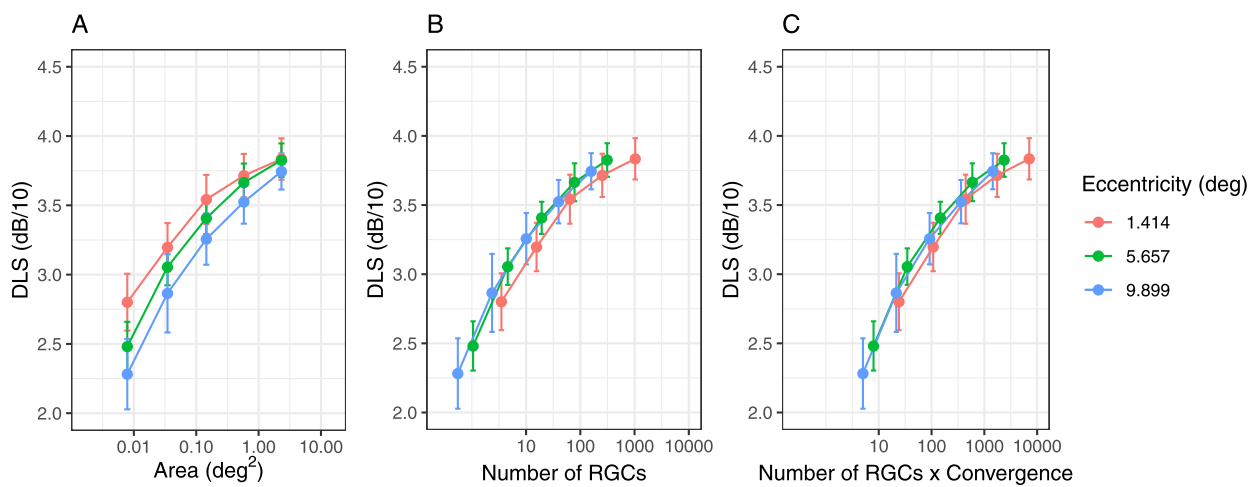 A
B
C
4.5
4.0
3.5
3.0
2.5
2.0
DLS (dB/10)
0.01 0.10 1.00 10.00
Area (deg²)
4.5
4.0
3.5
3.0
2.5
2.0
DLS (dB/10)
10 100 1000 10000
Number of RGCs
4.5
4.0
3.5
3.0
2.5
2.0
DLS (dB/10)
10 100 1000 10000
Number of RGCs x Convergence
Eccentricity (deg)
1.414
5.657
9.899